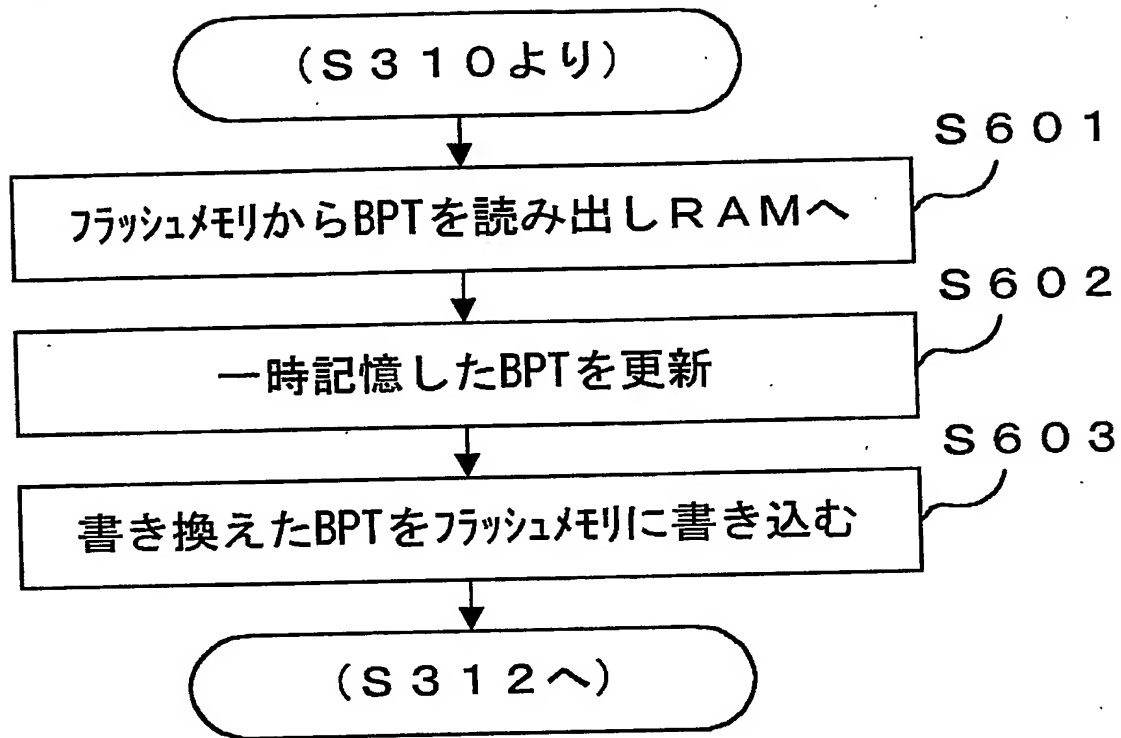 (S310より)
S601
フラッシュメモリからBPTを読み出しRAMへ
S602
一時記憶したBPTを更新
S603
書き換えたBPTをフラッシュメモリに書き込む
(S312へ)